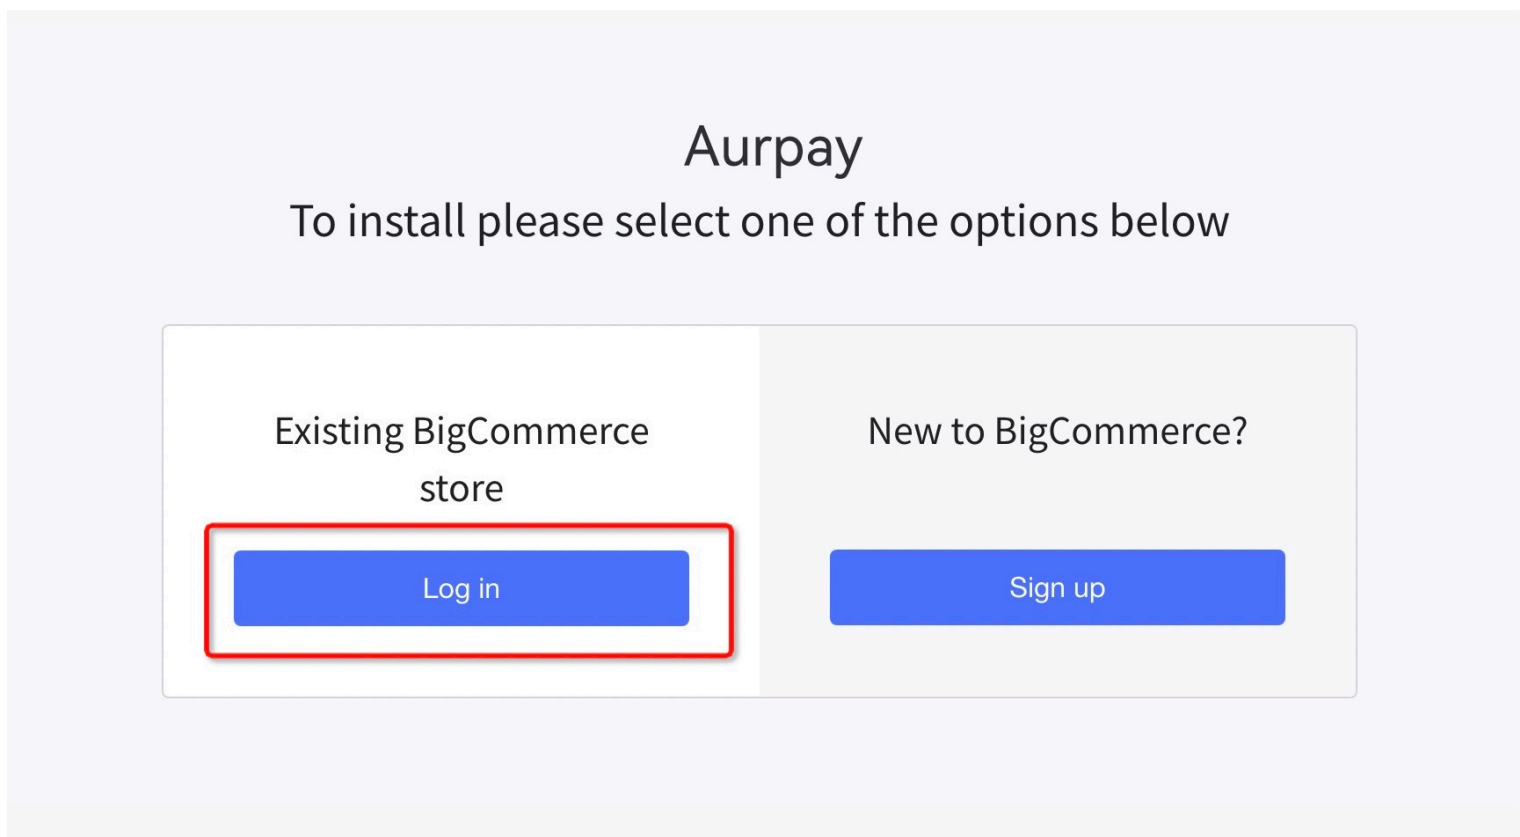 Aurpay
To install please select one of the options below
Existing BigCommerce
store
Log in
New to BigCommerce?
Sign up